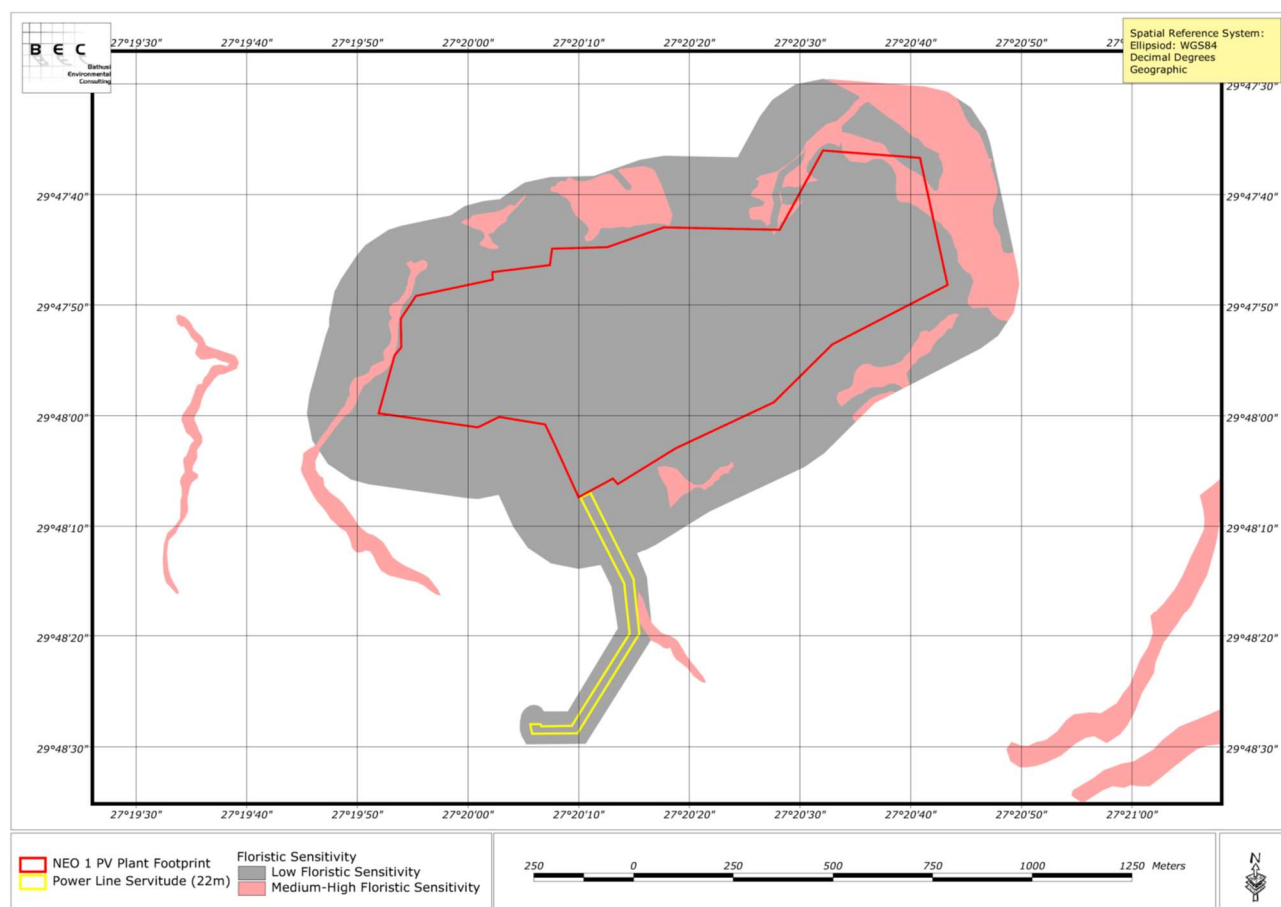 B E C
Bathusi
Environmental
Consulting
27°19'30" 27°19'40" 27°19'50" 27°20'00" 27°20'10" 27°20'20" 27°20'30" 27°20'40" 27°20'50"
Spatial Reference System:
Ellipsiod: WGS84
Decimal Degrees
Geographic
29°47'30"
29°47'40" 29°47'40"
29°47'50" 29°47'50"
29°48'00" 29°48'00"
29°48'10" 29°48'10"
29°48'20" 29°48'20"
29°48'30" 29°48'30"
27°19'30" 27°19'40" 27°19'50" 27°20'00" 27°20'10" 27°20'20" 27°20'30" 27°20'40" 27°20'50" 27°21'00"
NEO 1 PV Plant Footprint
Power Line Servitude (22m)
Floristic Sensitivity
Low Floristic Sensitivity
Medium-High Floristic Sensitivity
250 0 250 500 750 1000 1250 Meters
N